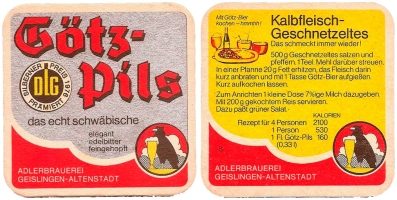 Götz-
Pils
SILBERNER PREIS 1978
DLG
PRÄMIERT
das echt schwäbische
elegant
edelbitter
feingehopft
ADLERBRAUEREI
GEISLINGEN-ALTENSTADT
Mit Götz-Bier
kochen – hmmhh!
Kalbfleisch-
Geschnetzeltes
Das schmeckt immer wieder!
500 g Geschnetzeltes salzen und
pfeffern. 1 Teel Mehl darüber streuen.
In einer Pfanne 20 g Fett erhitzen, das Fleisch darin
kurz anbraten und mit 1 Tasse Götz-Bier aufgießen.
Kurz aufkochen lassen.
Zum Anrichten 1 kleine Dose 7%ige Milch dazugeben.
Mit 200 g gekochtem Reis servieren.
Dazu paßt grüner Salat.
KALORIEN
Rezept für 4 Personen 2100
1 Person 530
1 Fl. Götz-Pils 160
(0,33 l)
ADLERBRAUEREI
GEISLINGEN-ALTENSTADT